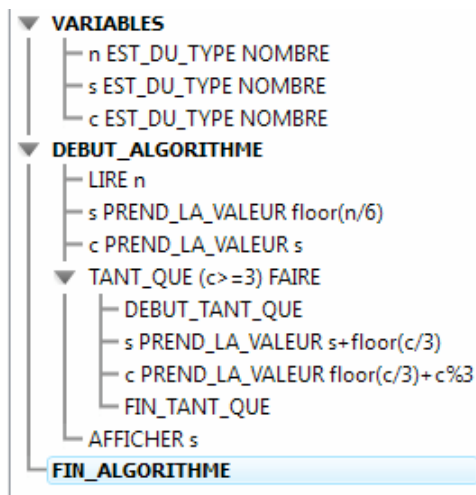 VARIABLES
n EST_DU_TYPE NOMBRE
s EST_DU_TYPE NOMBRE
c EST_DU_TYPE NOMBRE
DEBUT_ALGORITHME
LIRE n
s PREND_LA_VALEUR floor(n/6)
c PREND_LA_VALEUR s
TANT_QUE (c>=3) FAIRE
DEBUT_TANT_QUE
s PREND_LA_VALEUR s+floor(c/3)
c PREND_LA_VALEUR floor(c/3)+c%3
FIN_TANT_QUE
AFFICHER s
FIN_ALGORITHME